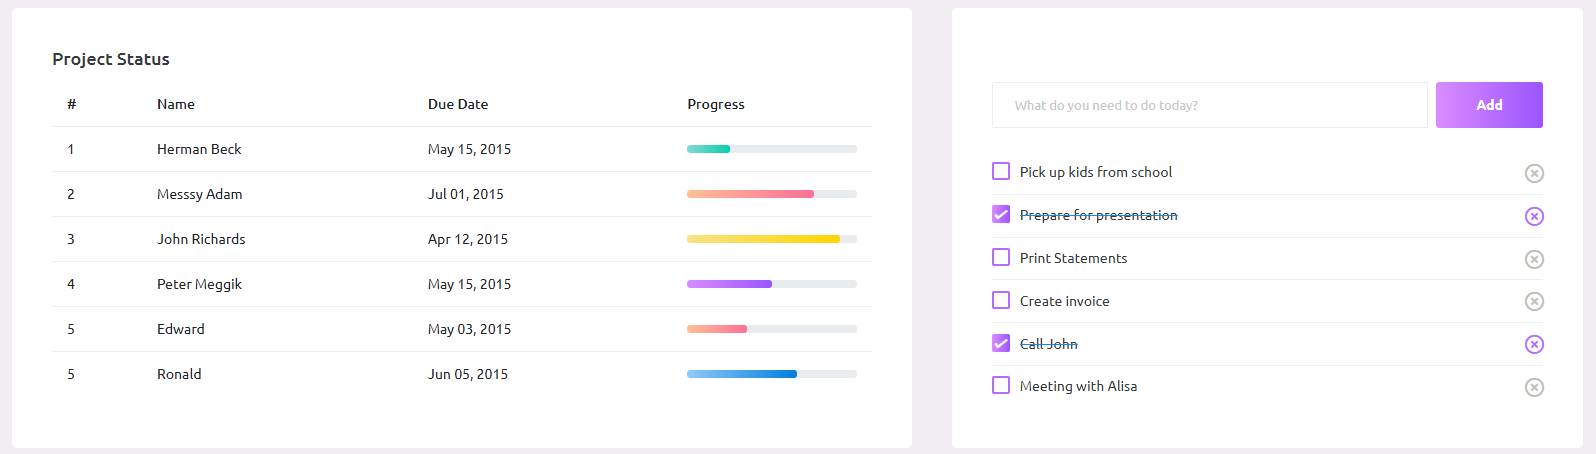 Project Status
# Name Due Date Progress
1 Herman Beck May 15, 2015
2 Messsy Adam Jul 01, 2015
3 John Richards Apr 12, 2015
4 Peter Meggik May 15, 2015
5 Edward May 03, 2015
5 Ronald Jun 05, 2015
What do you need to do today? Add
Pick up kids from school
Prepare for presentation
Print Statements
Create invoice
Call John
Meeting with Alisa